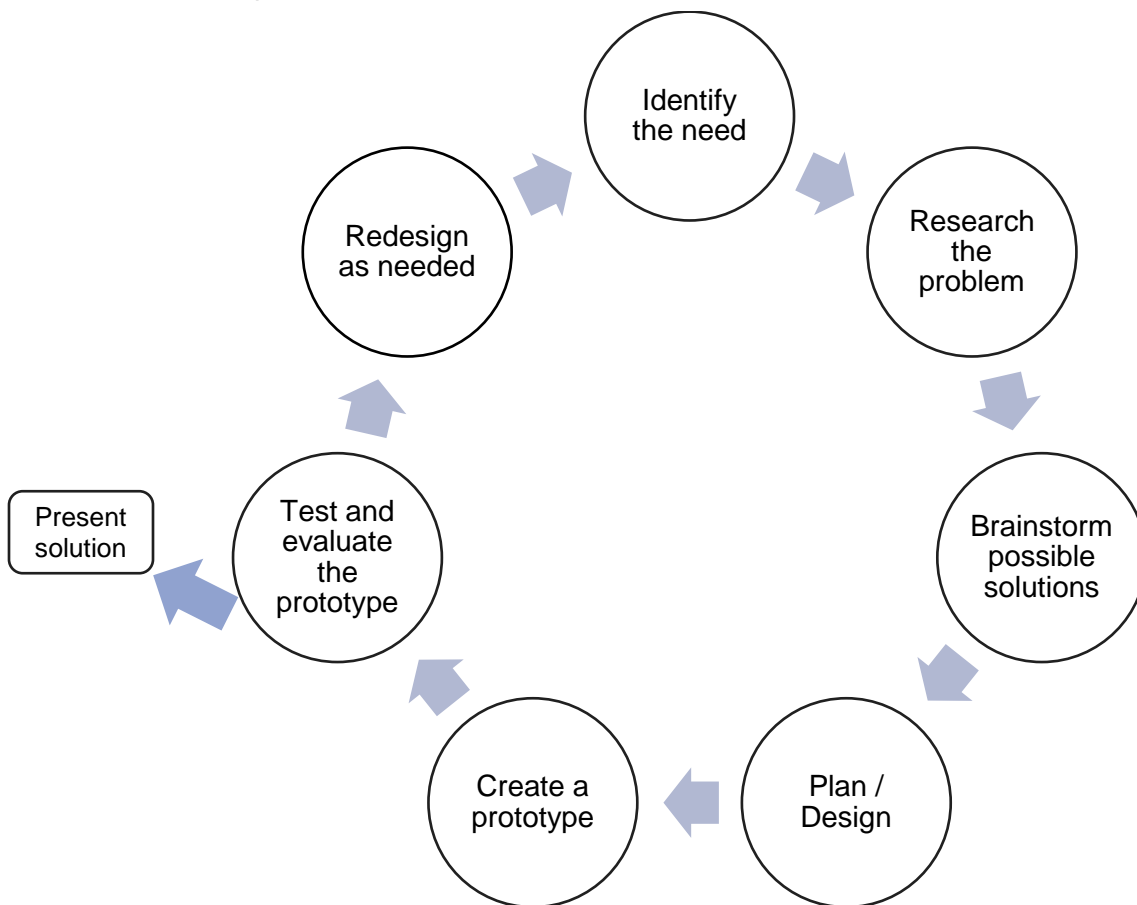 Identify
the need
Research
the
problem
Brainstorm
possible
solutions
Plan /
Design
Create a
prototype
Test and
evaluate
the
prototype
Present
solution
Redesign
as needed